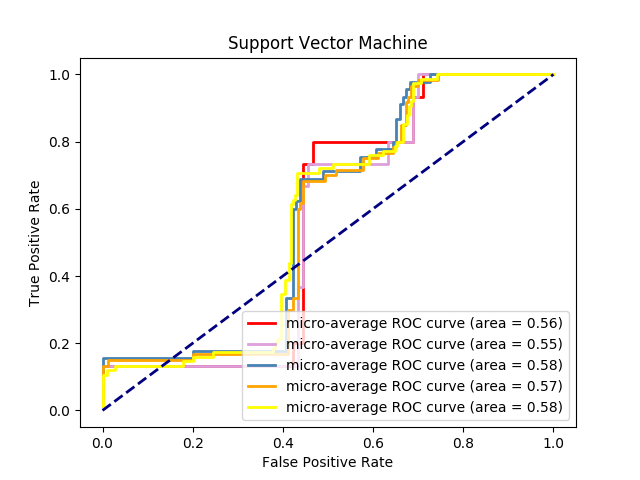 Support Vector Machine
True Positive Rate
1.0
0.8
0.6
0.4
0.2
0.0
micro-average ROC curve (area = 0.56)
micro-average ROC curve (area = 0.55)
micro-average ROC curve (area = 0.58)
micro-average ROC curve (area = 0.57)
micro-average ROC curve (area = 0.58)
0.0 0.2 0.4 0.6 0.8 1.0
False Positive Rate